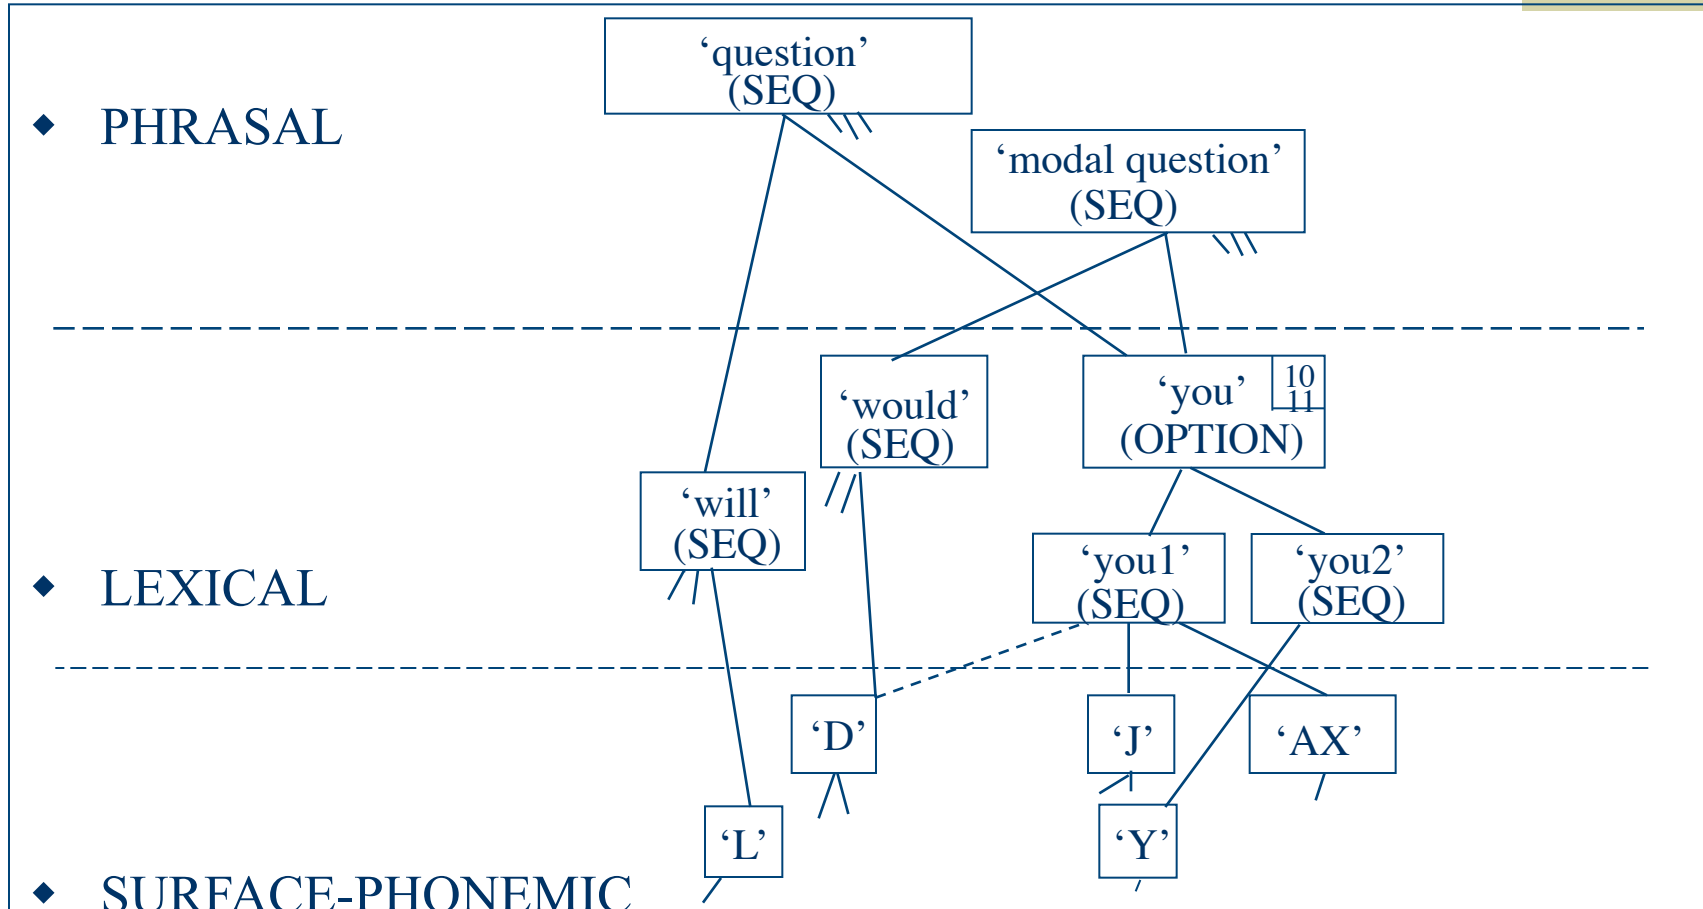 ‘question’
(SEQ)
◆ PHRASAL
‘modal question’
(SEQ)
‘would’
(SEQ)
‘you’
(OPTION)
10
11
‘will’
(SEQ)
‘you1’
(SEQ)
‘you2’
(SEQ)
◆ LEXICAL
‘D’
‘J’
‘AX’
‘L’
‘Y’
◆ SURFACE-PHONEMIC